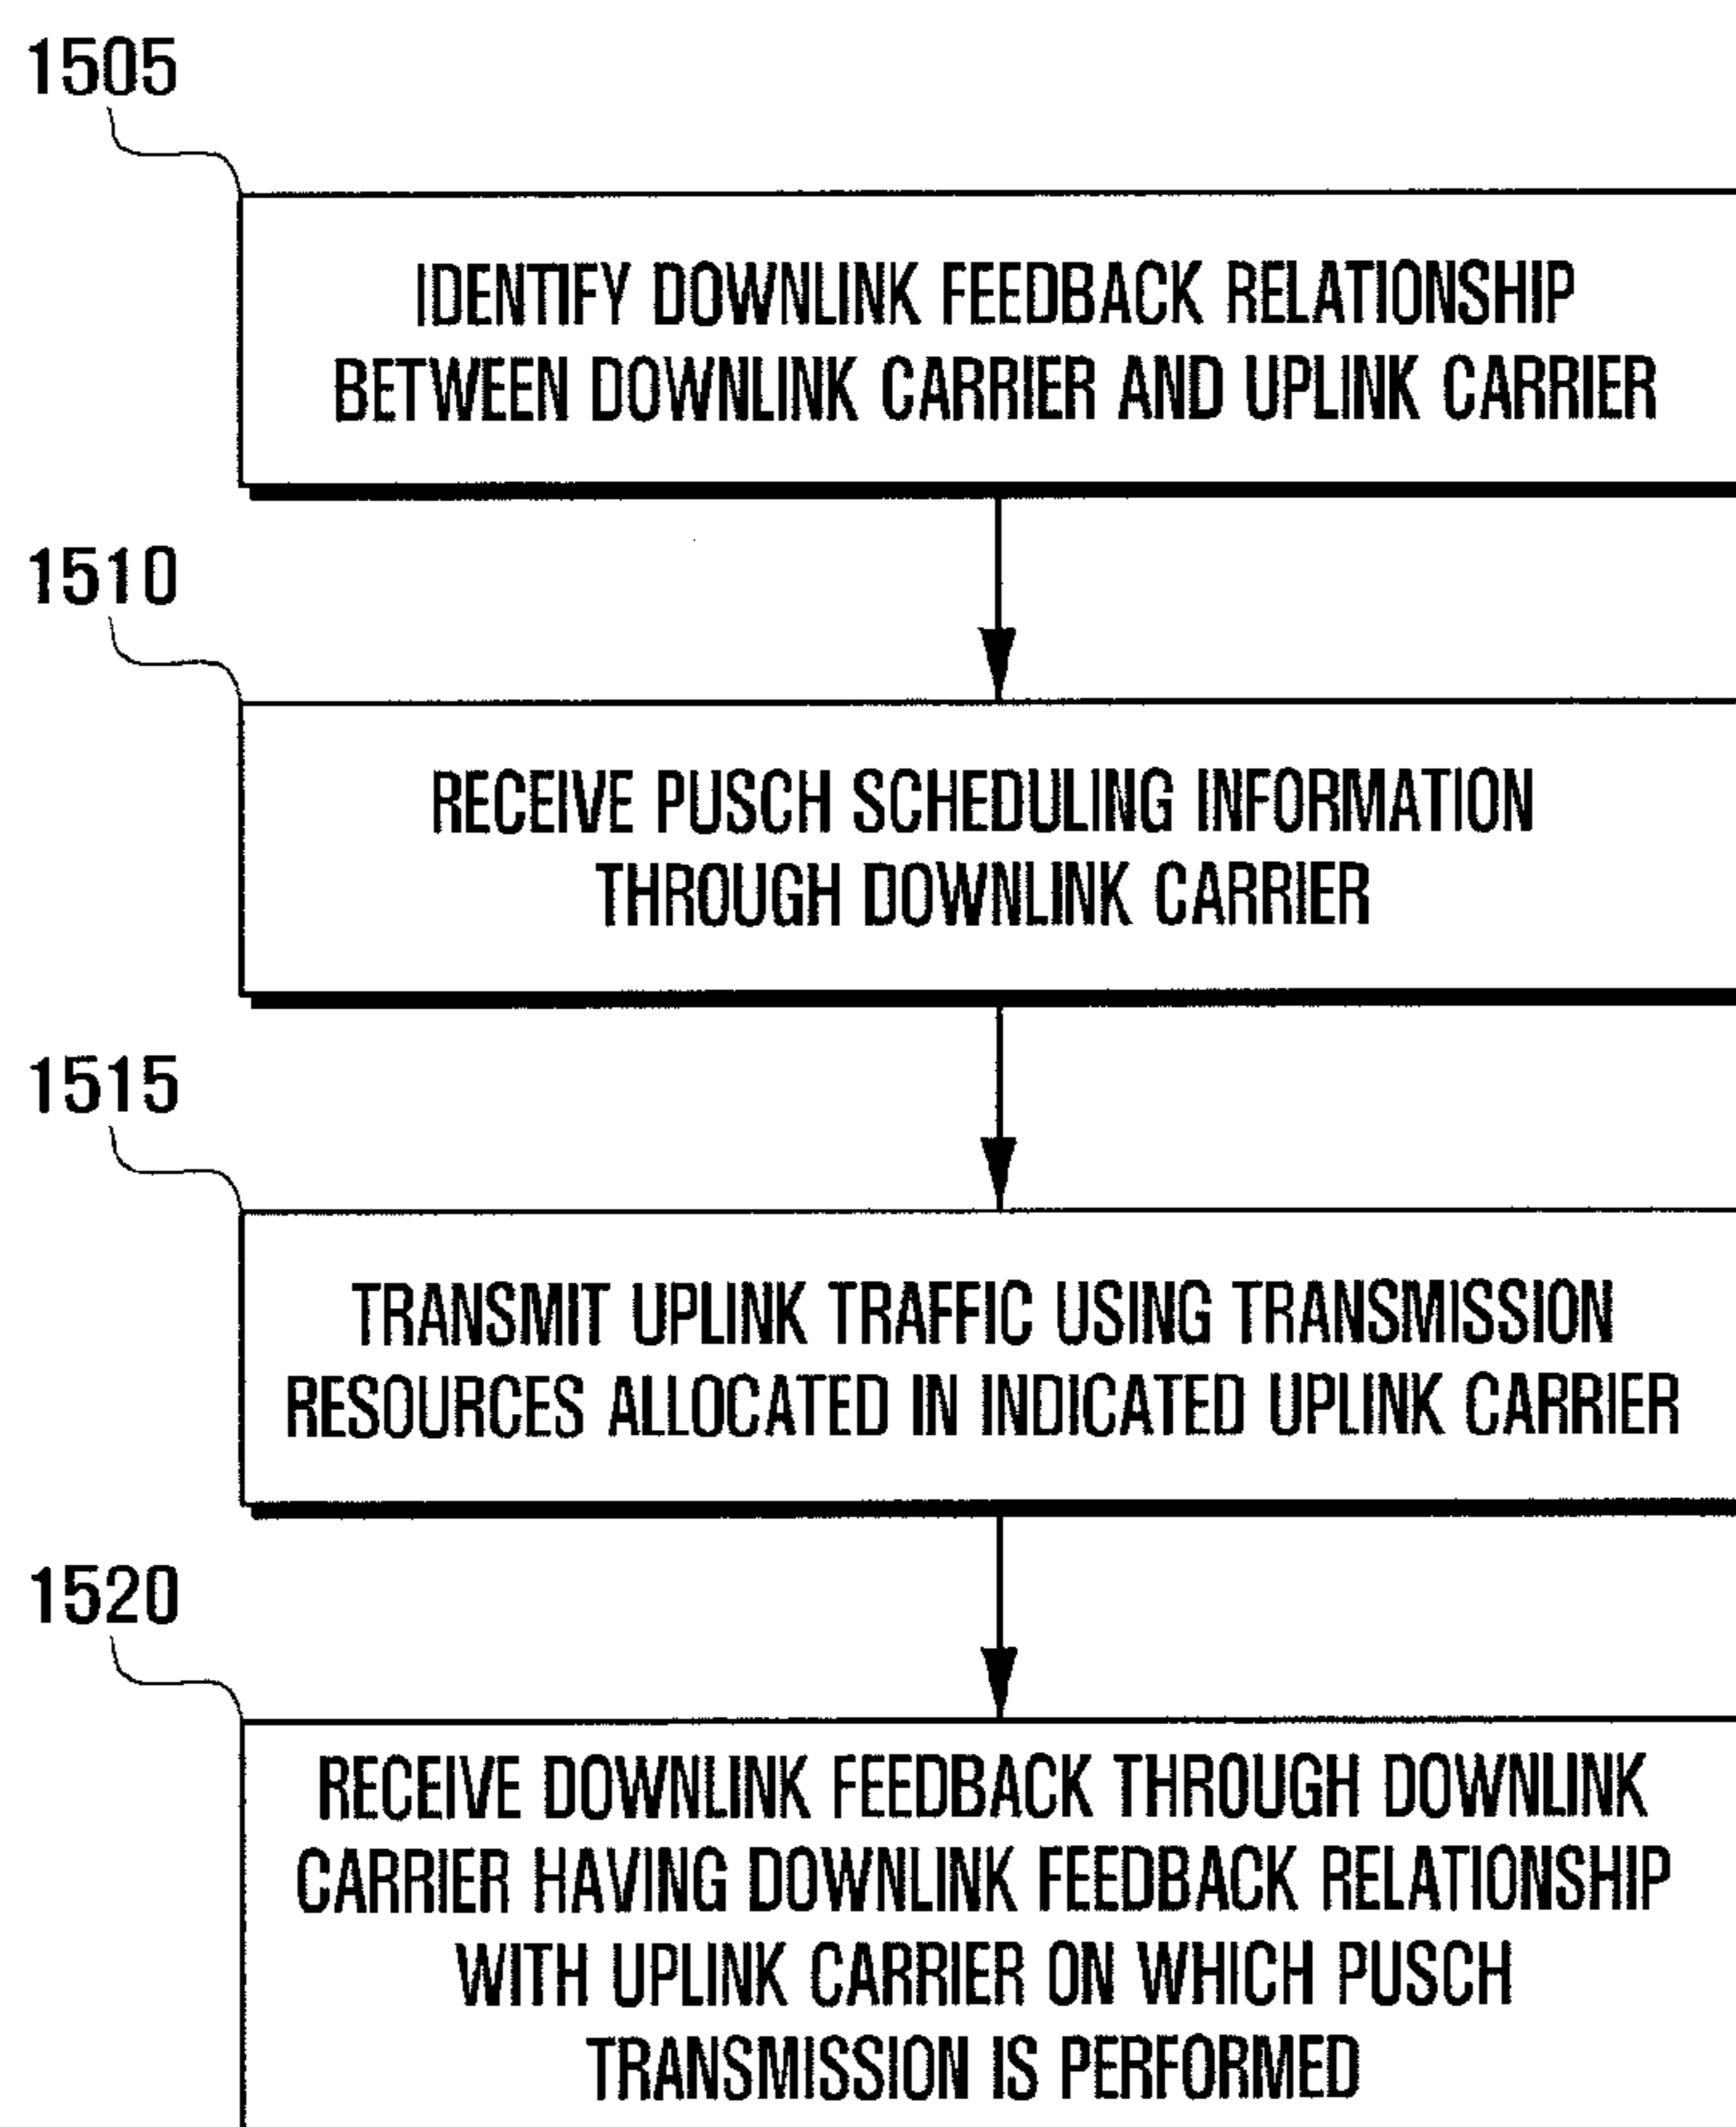 1505
IDENTIFY DOWNLINK FEEDBACK RELATIONSHIP
BETWEEN DOWNLINK CARRIER AND UPLINK CARRIER
1510
RECEIVE PUSCH SCHEDULING INFORMATION
THROUGH DOWNLINK CARRIER
1515
TRANSMIT UPLINK TRAFFIC USING TRANSMISSION
RESOURCES ALLOCATED IN INDICATED UPLINK CARRIER
1520
RECEIVE DOWNLINK FEEDBACK THROUGH DOWNLINK
CARRIER HAVING DOWNLINK FEEDBACK RELATIONSHIP
WITH UPLINK CARRIER ON WHICH PUSCH
TRANSMISSION IS PERFORMED